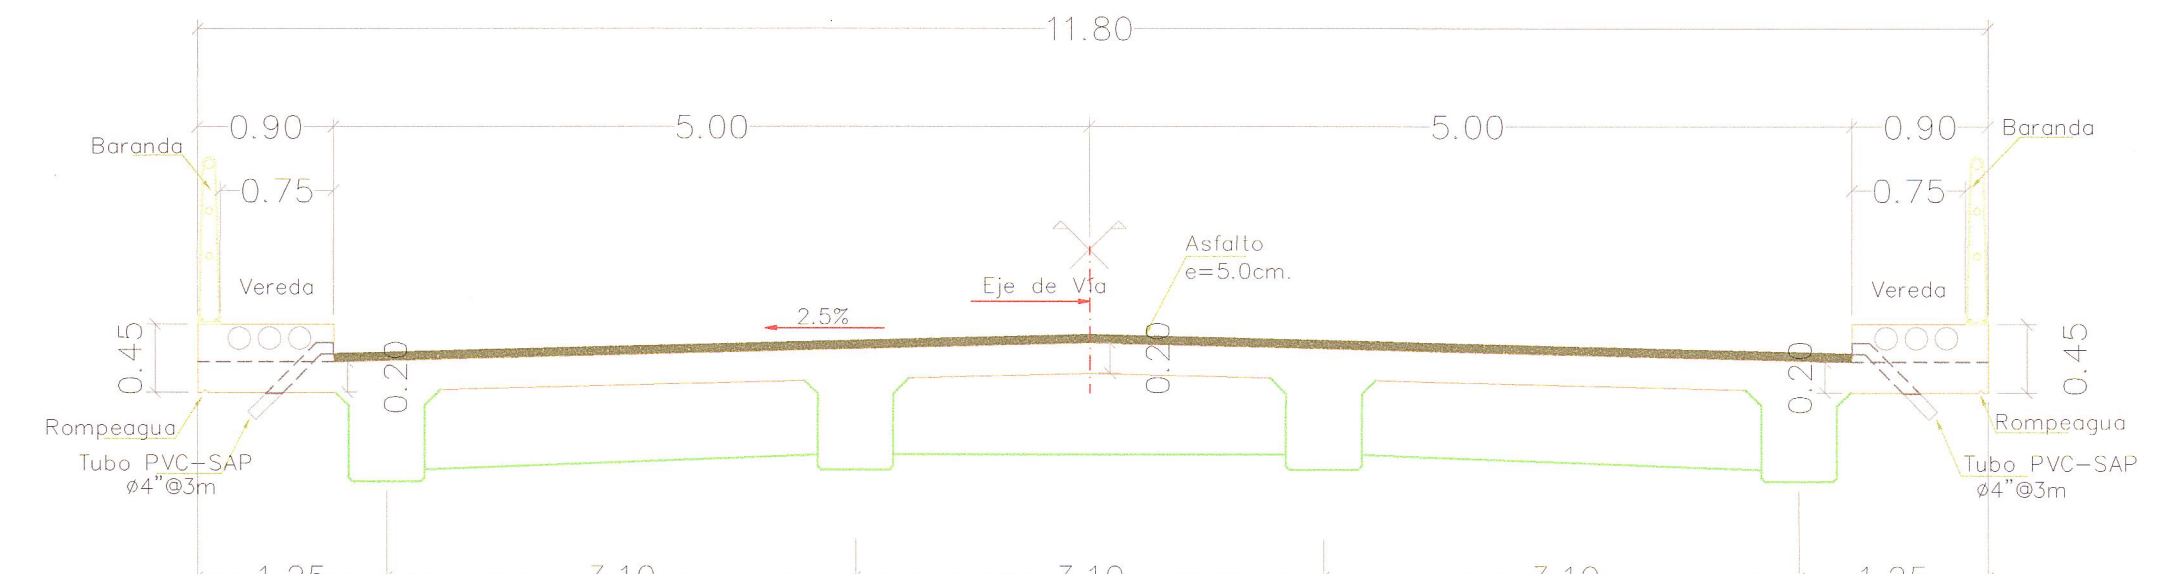 11.80
0.90
5.00
5.00
0.90
Baranda
Baranda
0.75
0.75
Asfalto
e=5.0cm.
Vereda
Eje de Vía
Vereda
2.5%
0.45
0.20
0.20
0.20
0.45
Rompeagua
Rompeagua
Tubo PVC-SAP
ø4"@3m
Tubo PVC-SAP
ø4"@3m